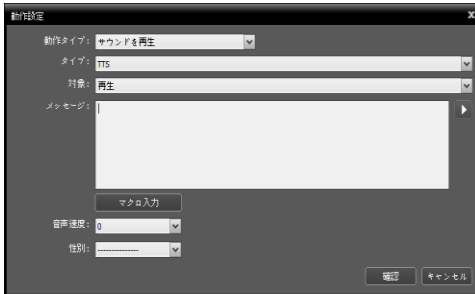 動作設定 x
動作タイプ: サウンドを再生
タイプ: TTS
対象: 再生
メッセージ:
マクロ入力
音声速度: 0
性別: ---------------
確認 キャンセル